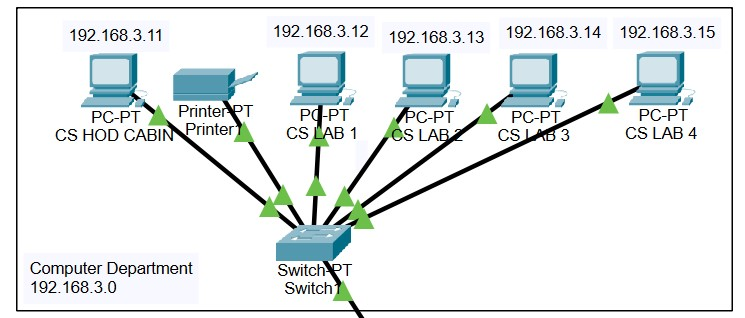 192.168.3.11
192.168.3.12
192.168.3.13
192.168.3.14
192.168.3.15
PC-PT
CS HOD CABIN
Printer-PT
Printer1
PC-PT
CS LAB 1
PC-PT
CS LAB 2
PC-PT
CS LAB 3
PC-PT
CS LAB 4
Switch-PT
Switch1
Computer Department
192.168.3.0